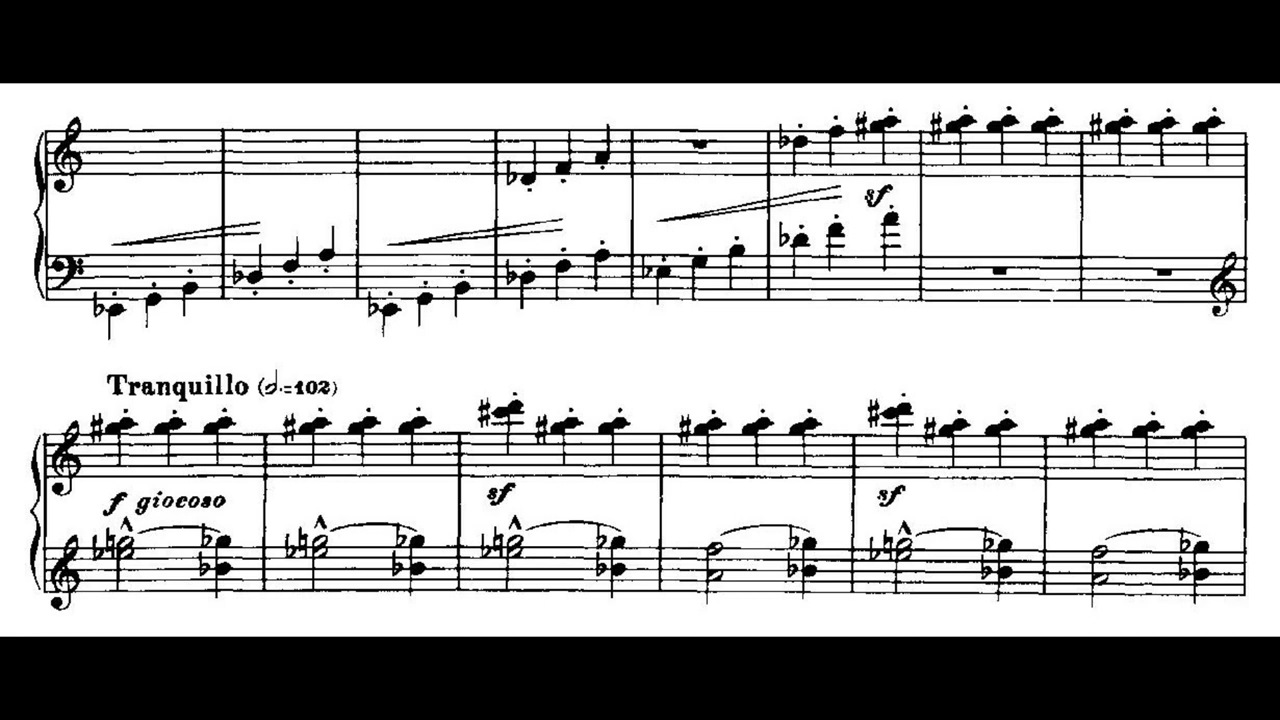 sf
Tranquillo (𝅗𝅥.=102)
f giocoso
sf
sf